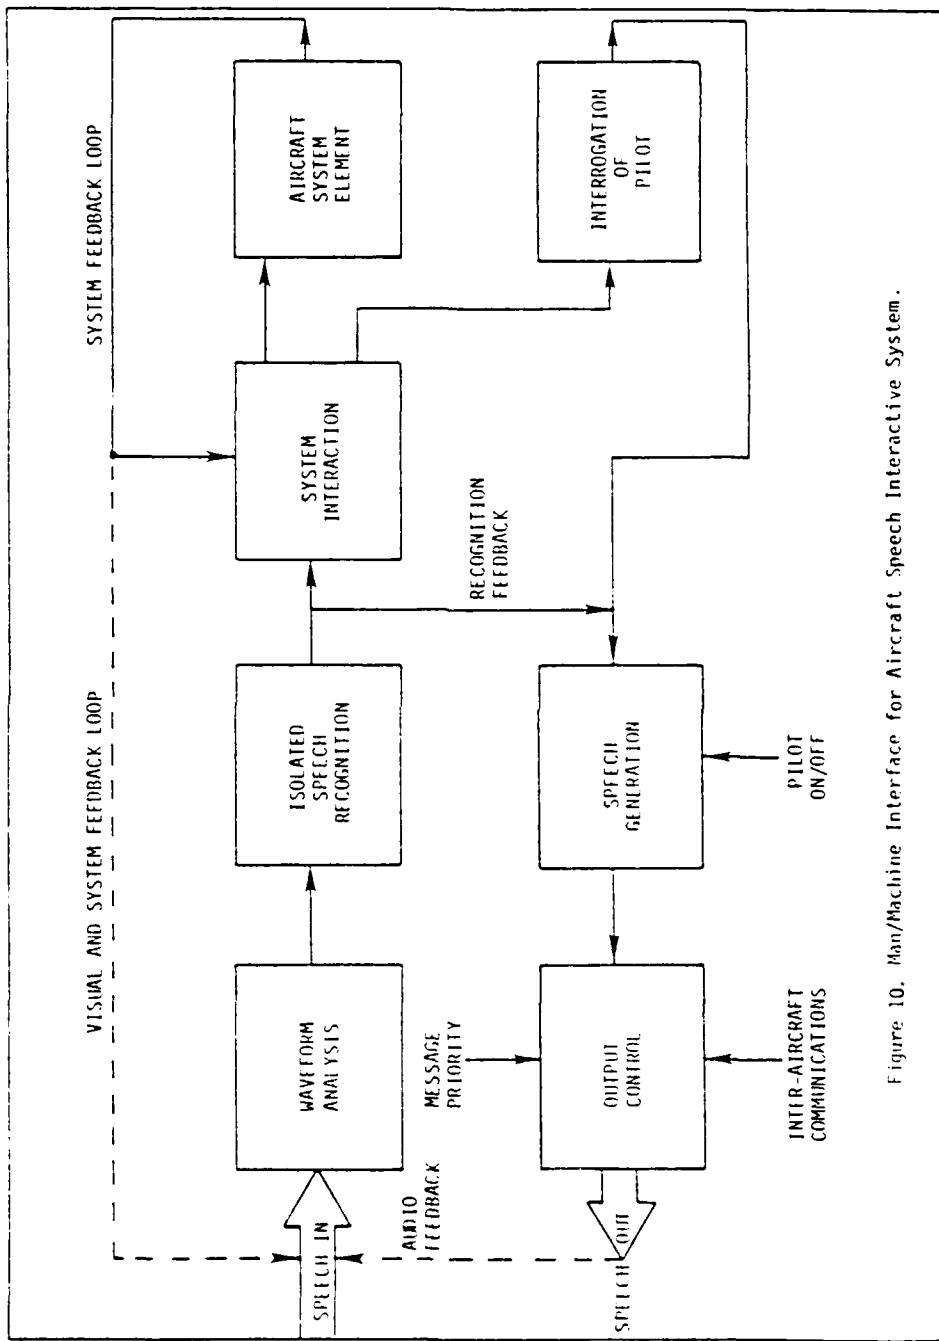 VISUAL AND SYSTEM FEEDBACK LOOP
SYSTEM FEEDBACK LOOP
SPEECH IN
WAVEFORM
ANALYSIS
ISOLATED
SPEECH
RECOGNITION
SYSTEM
INTERACTION
AIRCRAFT
SYSTEM
ELEMENT
AUDIO
FEEDBACK
MESSAGE
PRIORITY
RECOGNITION
FEEDBACK
SPEECH OUT
OUTPUT
CONTROL
SPEECH
GENERATION
INTERROGATION
OF
PILOT
INTER-AIRCRAFT
COMMUNICATIONS
PILOT
ON/OFF
Figure 10. Man/Machine Interface for Aircraft Speech Interactive System.